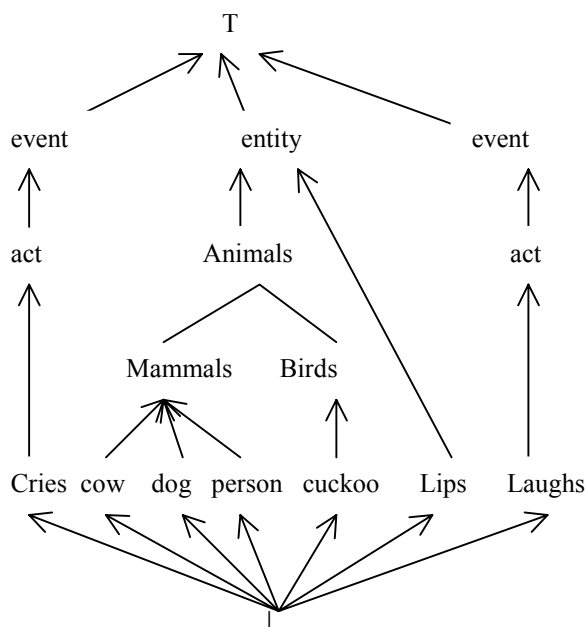 T
event entity event
act Animals act
Mammals Birds
Cries cow dog person cuckoo Lips Laughs